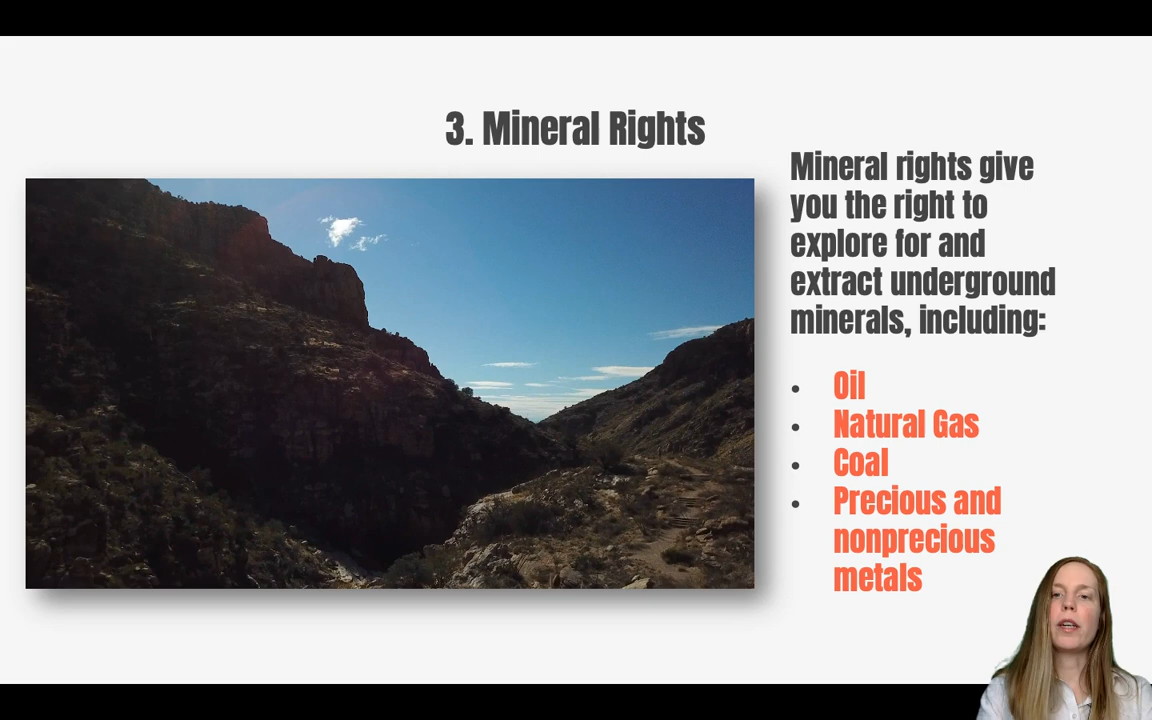 3. Mineral Rights
Mineral rights give
you the right to
explore for and
extract underground
minerals, including:
• Oil
• Natural Gas
• Coal
• Precious and
nonprecious
metals